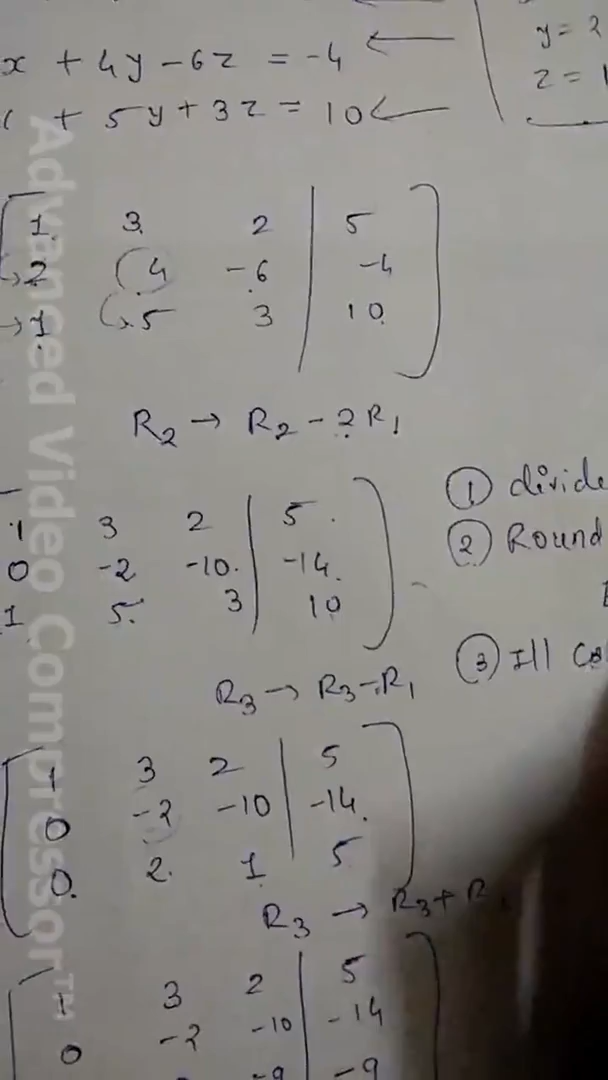 y = 2
x + 4y - 6z = -4
z = 1
+ 5y + 3z = 10
1 3 2 | 5
2 4 -6 | -4
1 5 3 | 10
R2 → R2 - 2R1
1 3 2 | 5
0 -2 -10 | -14
1 5 3 | 10
① divide
② Round
③ Ill
R3 → R3 - R1
1 3 2 | 5
0 -2 -10 | -14
0 2 1 | 5
R3 → R3 + R
1 3 2 | 5
0 -2 -10 | -14
-9 | -9
Advanced Video Compressor™